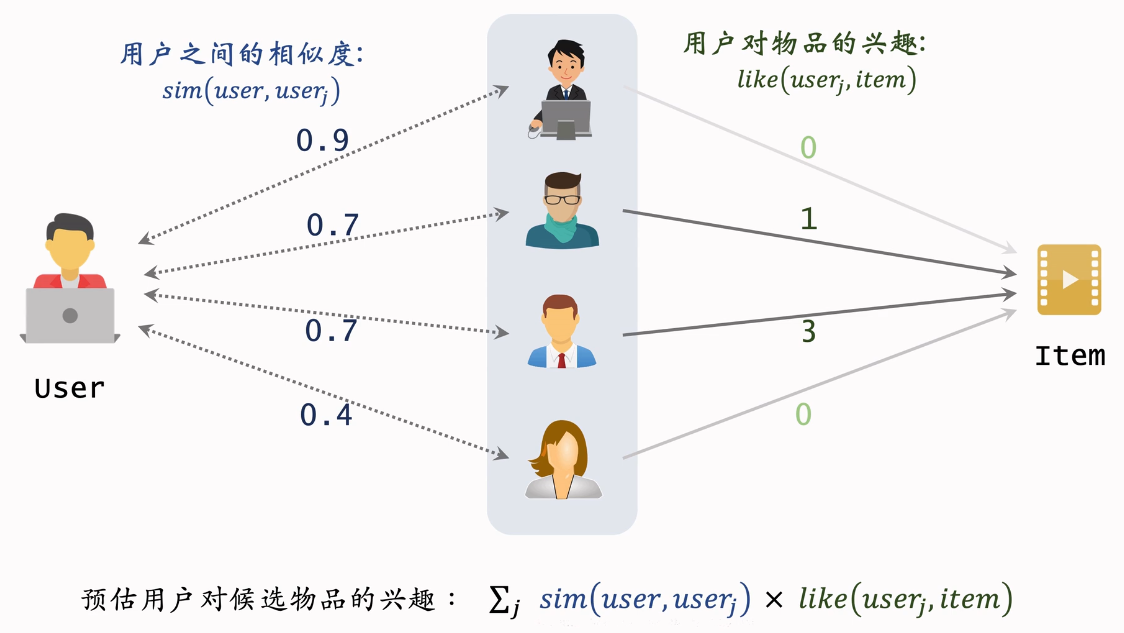 用户之间的相似度:
sim(user, user_j)
用户对物品的兴趣:
like(user_j, item)
0.9
0
0.7
1
0.7
3
0.4
0
User
Item
预估用户对候选物品的兴趣： ∑_j sim(user, user_j) × like(user_j, item)